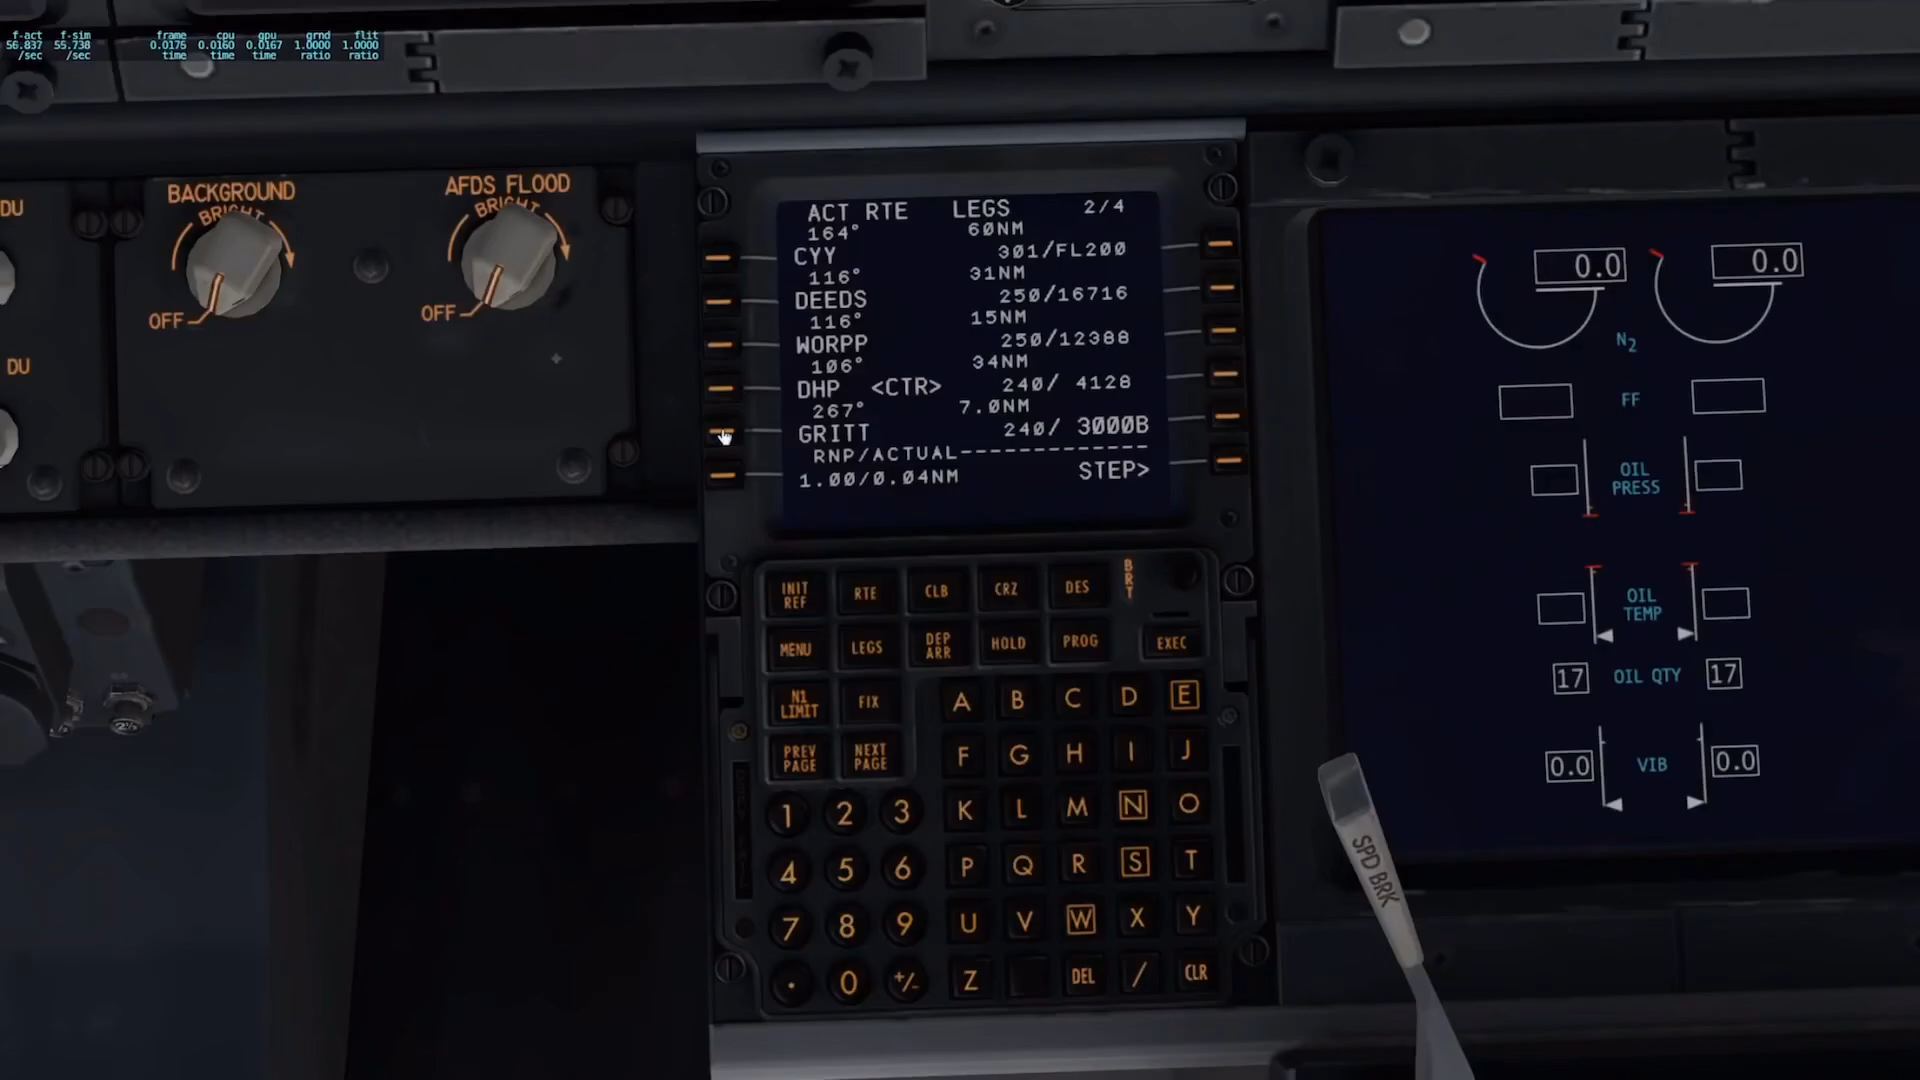 f-act f-sim frame cpu gpu grnd flit
56.837 55.738 0.0175 0.0160 0.0167 1.0000 1.0000
/sec /sec time time time ratio ratio
DU
BACKGROUND
BRIGHT
OFF
AFDS FLOOD
BRIGHT
OFF
DU
ACT RTE LEGS 2/4
164° 60NM
CYY 301/FL200
116° 31NM
DEEDS 250/16716
116° 15NM
WORPP 250/12388
106° 34NM
DHP <CTR> 240/ 4128
267° 7.0NM
GRITT 240/ 3000B
RNP/ACTUAL--------------
1.00/0.04NM STEP>
INIT REF
RTE
CLB
CRZ
DES
BRT
MENU
LEGS
DEP ARR
HOLD
PROG
EXEC
N1 LIMIT
FIX
PREV PAGE
NEXT PAGE
A B C D E
F G H I J
1 2 3 K L M N O
4 5 6 P Q R S T
7 8 9 U V W X Y
. 0 +/- Z DEL / CLR
0.0 0.0
N2
FF
OIL PRESS
OIL TEMP
17 OIL QTY 17
0.0 VIB 0.0
SPD BRK